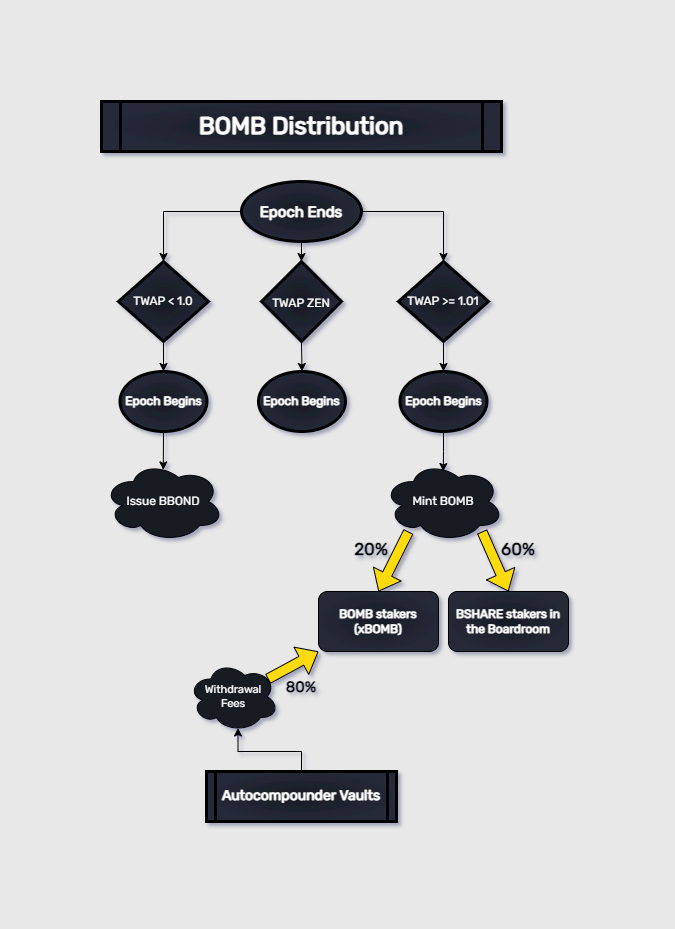 BOMB Distribution
Epoch Ends
TWAP < 1.0
TWAP ZEN
TWAP >= 1.01
Epoch Begins
Epoch Begins
Epoch Begins
Issue BBOND
Mint BOMB
20%
60%
BOMB stakers
(xBOMB)
BSHARE stakers in
the Boardroom
Withdrawal
Fees
80%
Autocompounder Vaults